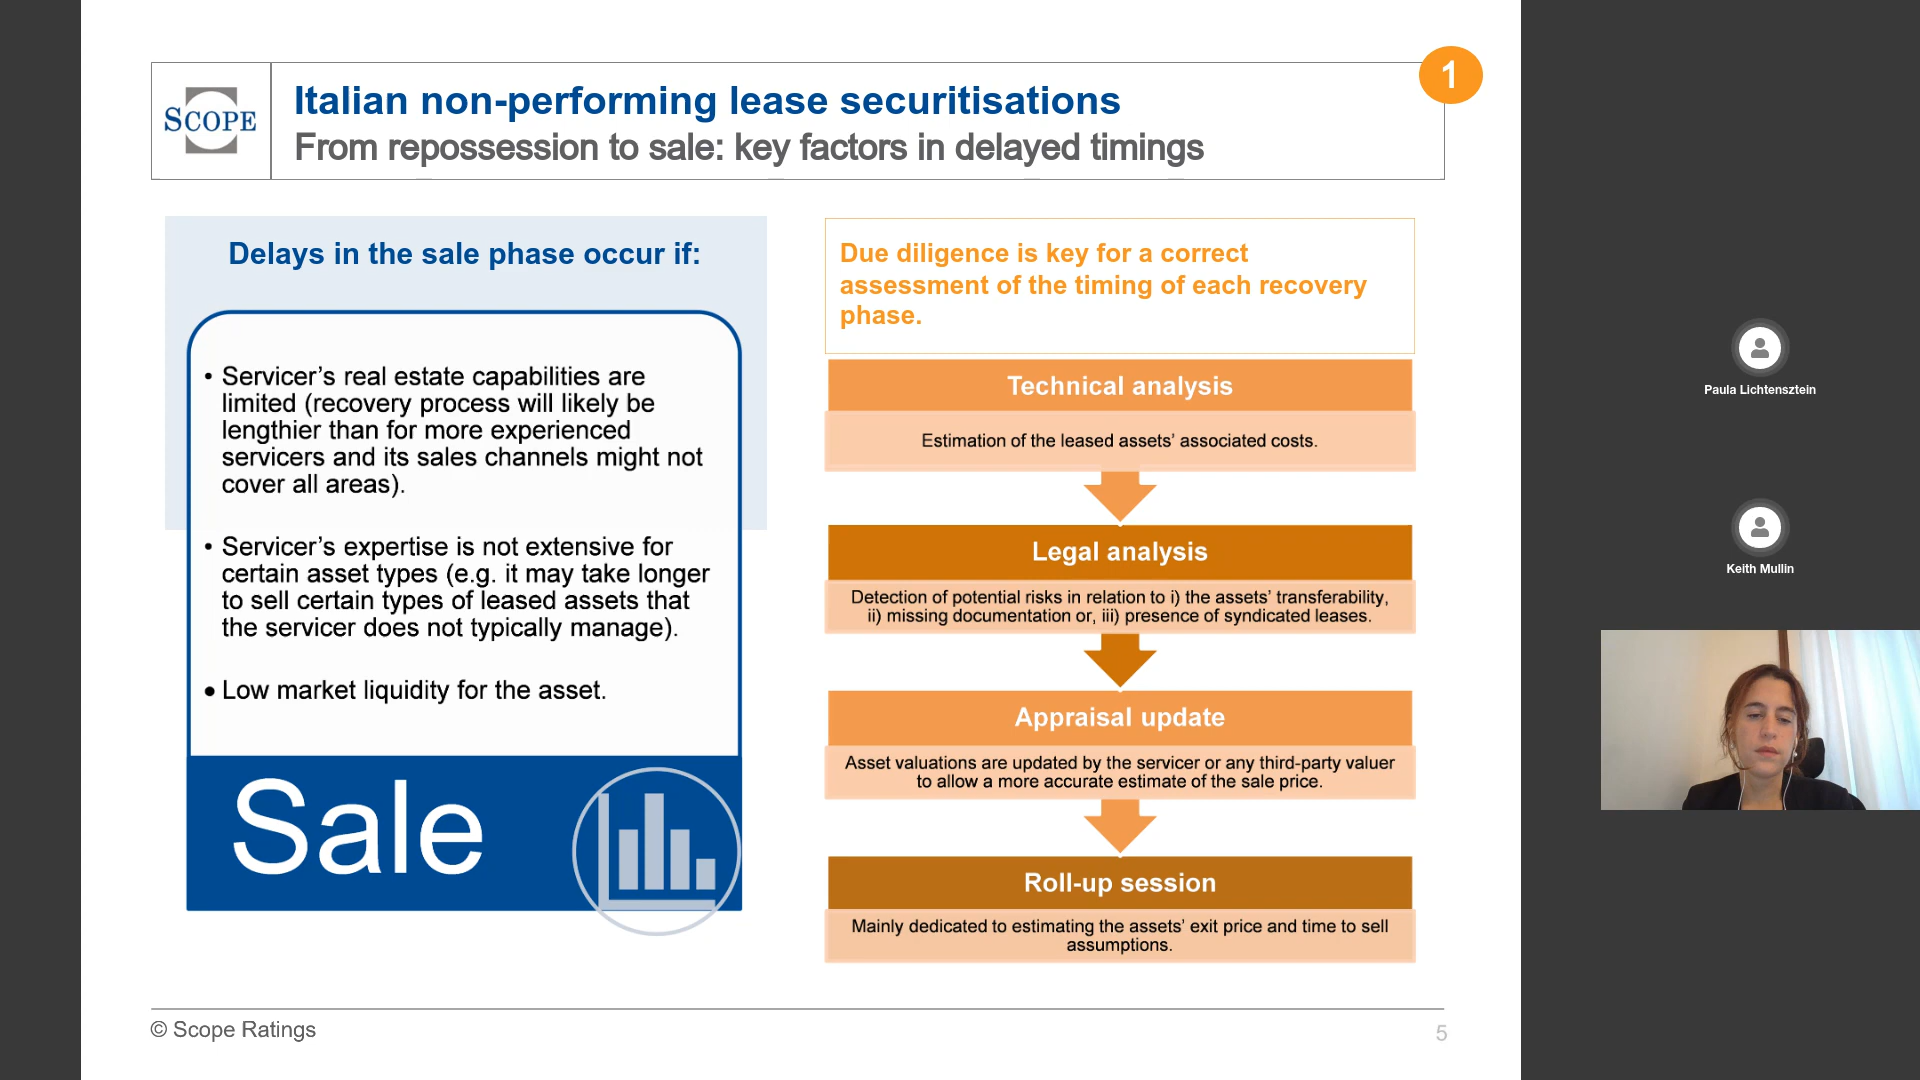 SCOPE
Italian non-performing lease securitisations
From repossession to sale: key factors in delayed timings
1
Delays in the sale phase occur if:
• Servicer’s real estate capabilities are
limited (recovery process will likely be
lengthier than for more experienced
servicers and its sales channels might not
cover all areas).
• Servicer’s expertise is not extensive for
certain asset types (e.g. it may take longer
to sell certain types of leased assets that
the servicer does not typically manage).
• Low market liquidity for the asset.
Sale
Due diligence is key for a correct
assessment of the timing of each recovery
phase.
Technical analysis
Estimation of the leased assets’ associated costs.
Legal analysis
Detection of potential risks in relation to i) the assets’ transferability,
ii) missing documentation or, iii) presence of syndicated leases.
Appraisal update
Asset valuations are updated by the servicer or any third-party valuer
to allow a more accurate estimate of the sale price.
Roll-up session
Mainly dedicated to estimating the assets’ exit price and time to sell
assumptions.
© Scope Ratings
5
Paula Lichtensztein
Keith Mullin